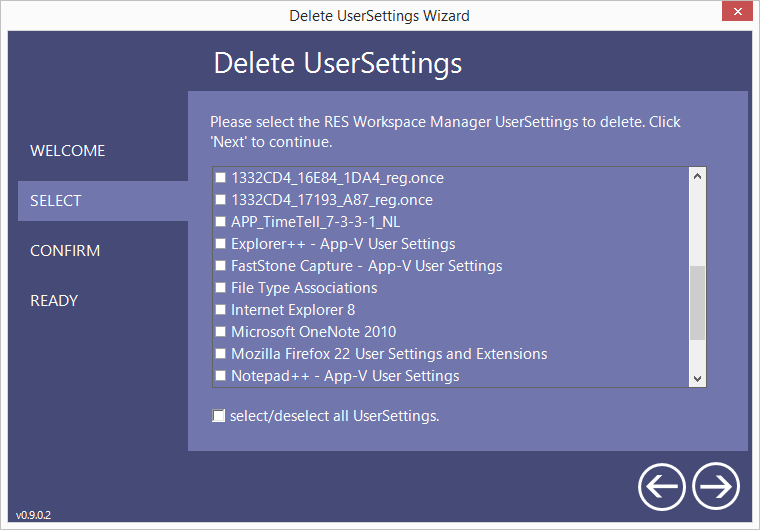 Delete UserSettings Wizard
Delete UserSettings
Please select the RES Workspace Manager UserSettings to delete. Click
'Next' to continue.
WELCOME
SELECT
CONFIRM
READY
1332CD4_16E84_1DA4_reg.once
1332CD4_17193_A87_reg.once
APP_TimeTell_7-3-3-1_NL
Explorer++ - App-V User Settings
FastStone Capture - App-V User Settings
File Type Associations
Internet Explorer 8
Microsoft OneNote 2010
Mozilla Firefox 22 User Settings and Extensions
Notepad++ - App-V User Settings
select/deselect all UserSettings.
v0.9.0.2